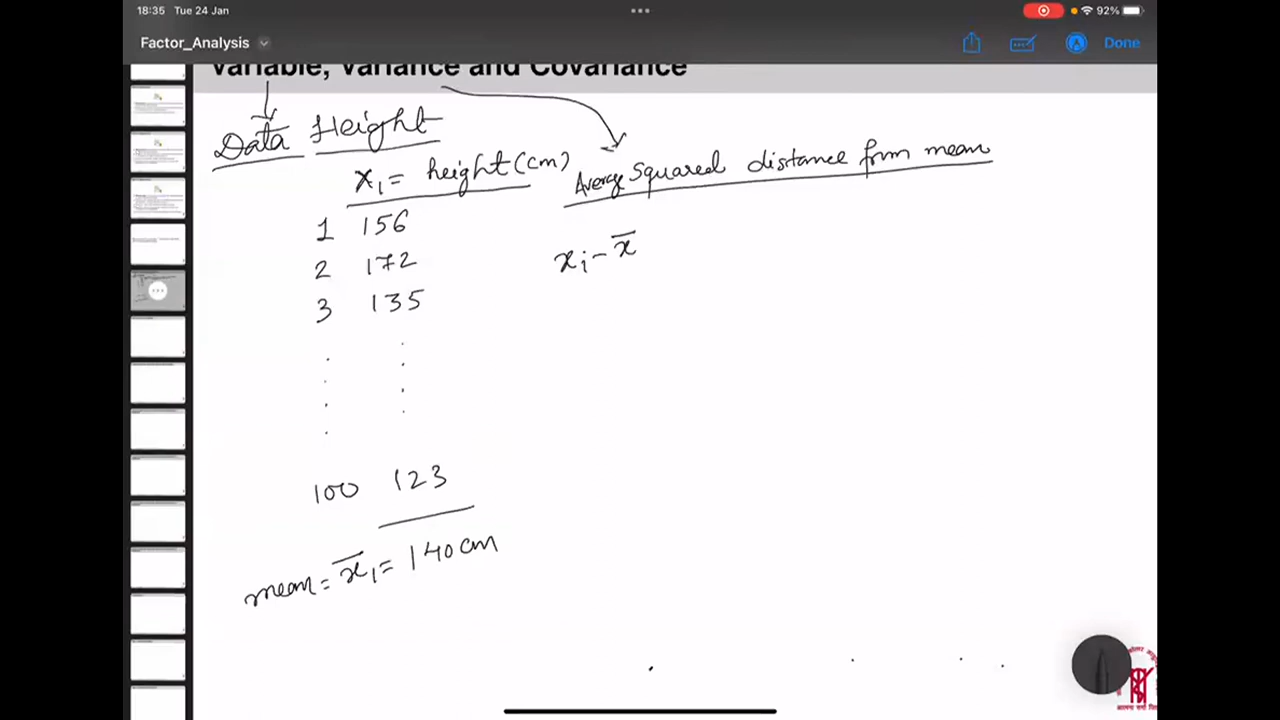 18:35 Tue 24 Jan
92%
Factor_Analysis
Done
Variable, Variance and Covariance
Data Height
x₁ = height (cm)
Average Squared distance from mean
1 156
xᵢ - x̄
2 172
3 135
100 123
mean = x̄₁ = 140 cm